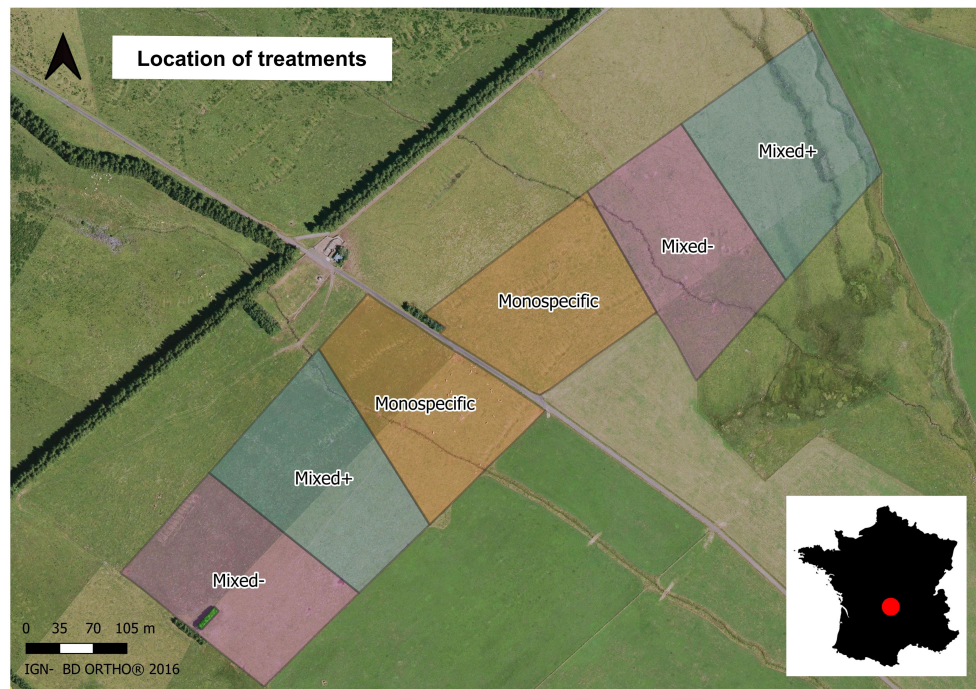 Location of treatments
Mixed+
Mixed-
Monospecific
Monospecific
Mixed+
Mixed-
0 35 70 105 m
IGN- BD ORTHO® 2016